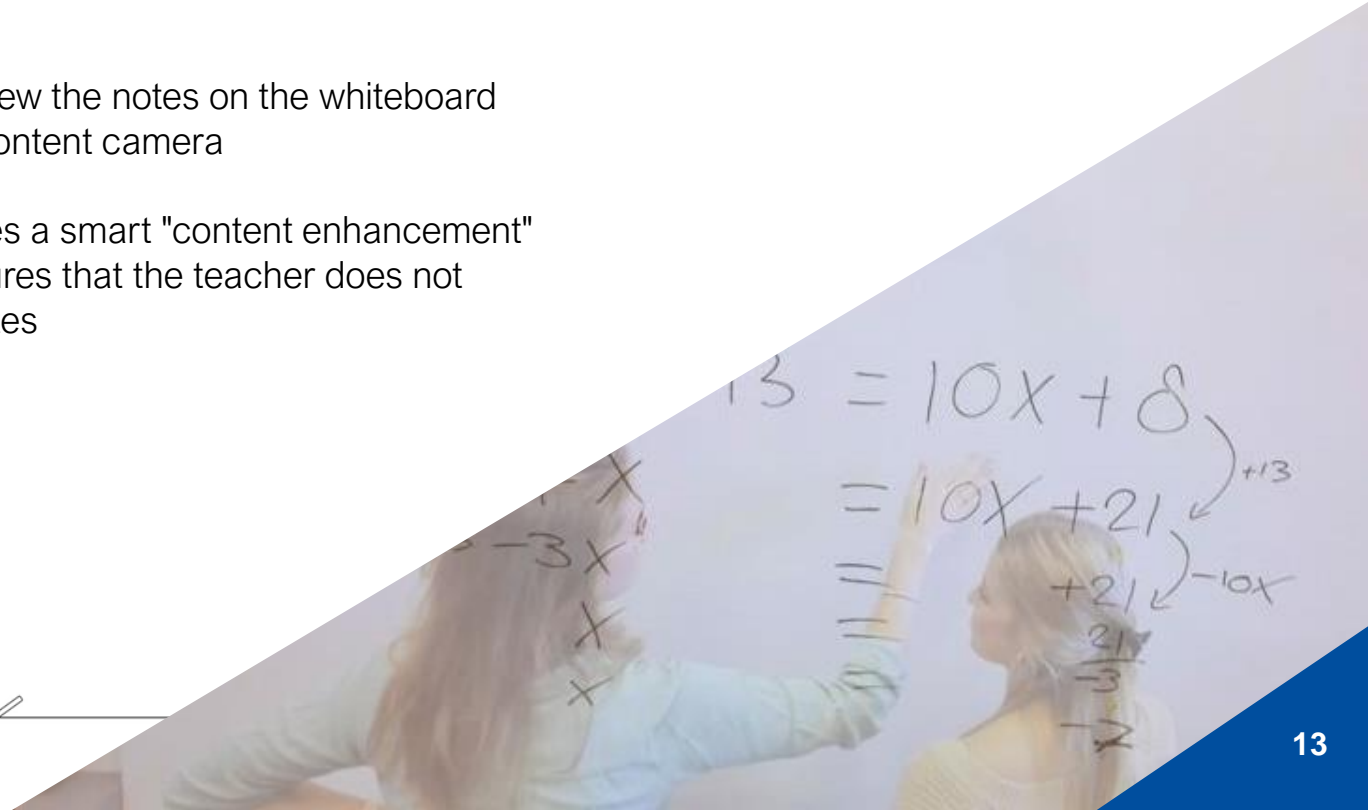 ew the notes on the whiteboard
ontent camera
es a smart "content enhancement"
ures that the teacher does not
es
13 = 10x + 8
+13
- x = 10x + 21
-3x = +21
-10x
x = 21
-3
x = -7
13